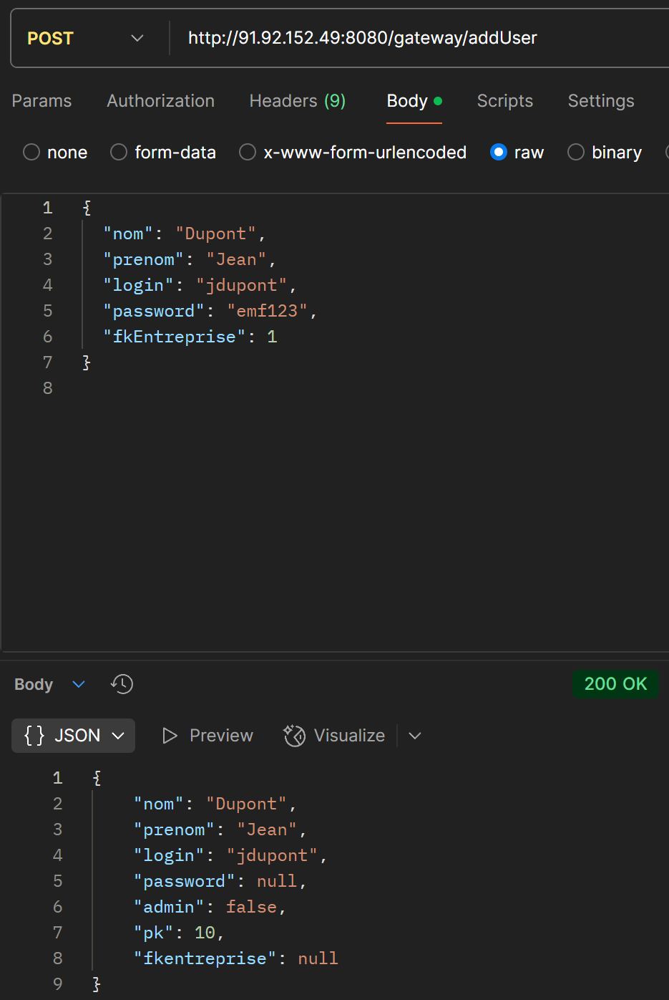 POST http://91.92.152.49:8080/gateway/addUser
Params Authorization Headers (9) Body Scripts Settings
none form-data x-www-form-urlencoded raw binary
1 {
2 "nom": "Dupont",
3 "prenom": "Jean",
4 "login": "jdupont",
5 "password": "emf123",
6 "fkEntreprise": 1
7 }
8
Body 200 OK
{} JSON Preview Visualize
1 {
2 "nom": "Dupont",
3 "prenom": "Jean",
4 "login": "jdupont",
5 "password": null,
6 "admin": false,
7 "pk": 10,
8 "fkentreprise": null
9 }